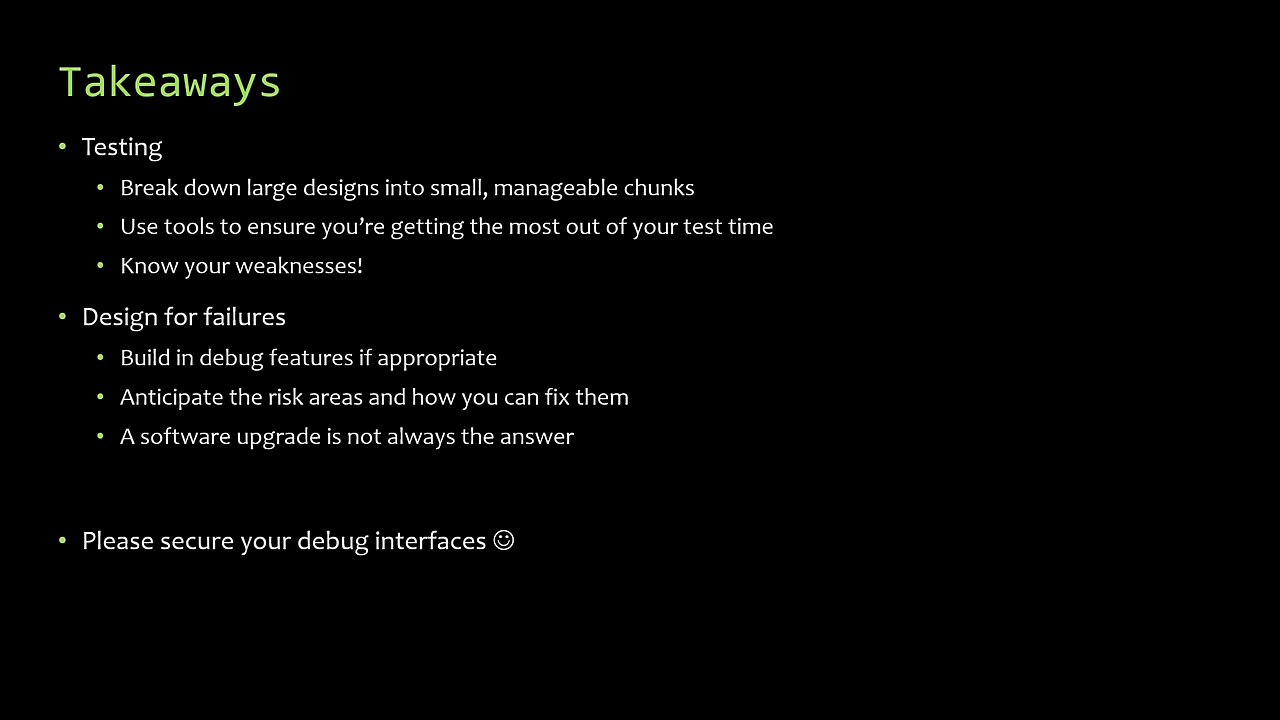 Takeaways
• Testing
• Break down large designs into small, manageable chunks
• Use tools to ensure you’re getting the most out of your test time
• Know your weaknesses!
• Design for failures
• Build in debug features if appropriate
• Anticipate the risk areas and how you can fix them
• A software upgrade is not always the answer
• Please secure your debug interfaces ☺